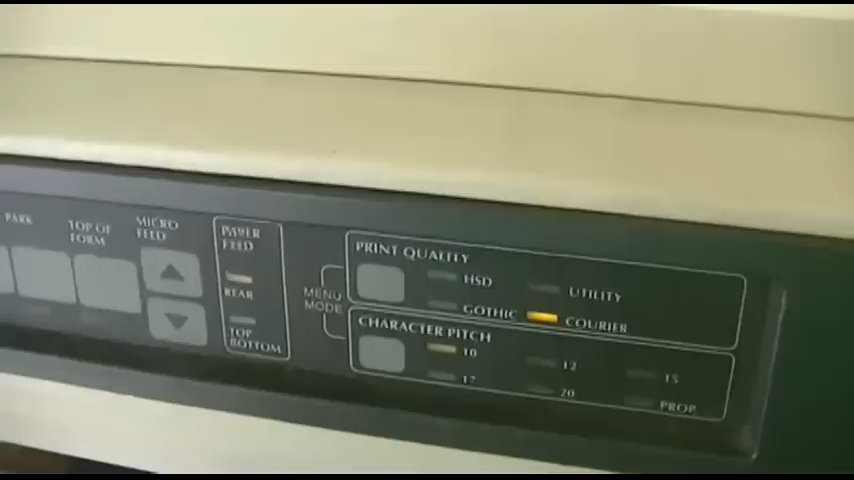 PARK
TOP OF
FORM
MICRO
FEED
PAPER
FEED
REAR
TOP
BOTTOM
MENU
MODE
PRINT QUALITY
HSD
UTILITY
GOTHIC
COURIER
CHARACTER PITCH
10
12
15
17
20
PROP